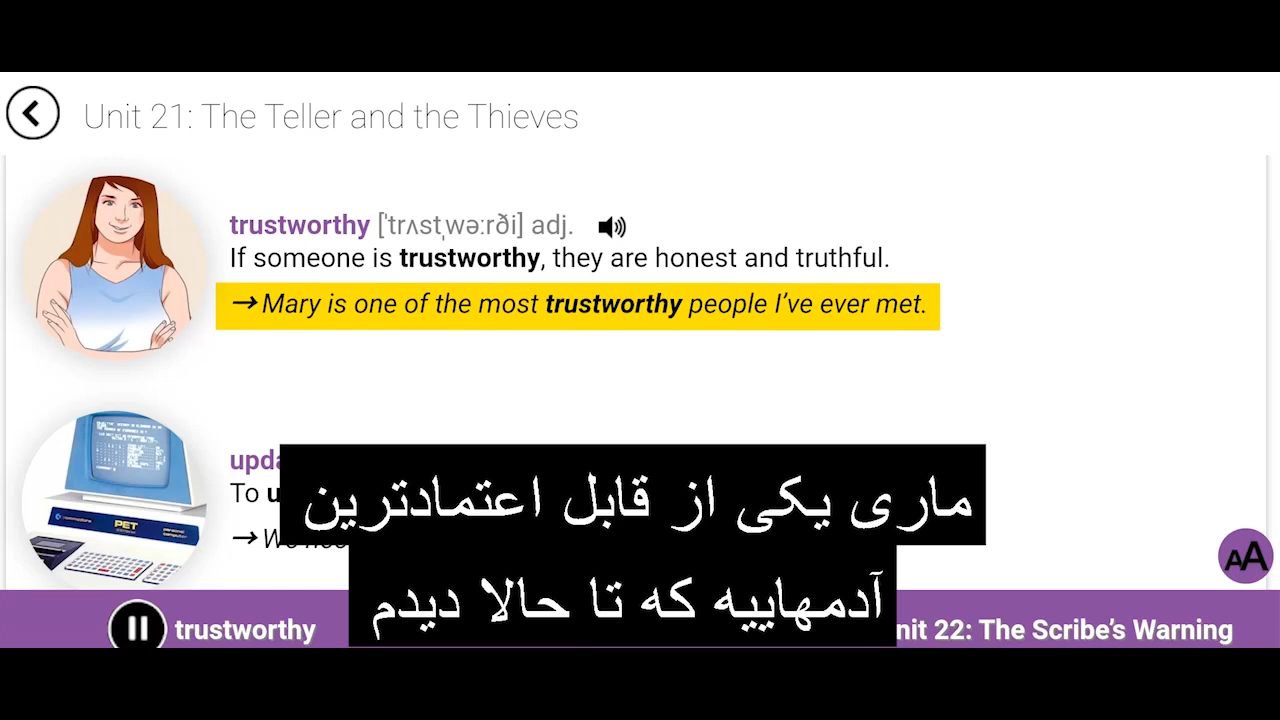 Unit 21: The Teller and the Thieves
trustworthy [ˈtrʌstˌwəːrði] adj.
If someone is trustworthy, they are honest and truthful.
→ Mary is one of the most trustworthy people I've ever met.
PET
To
ماری یکی از قابل اعتمادترین
آدمهاییه که تا حالا دیدم
AA
trustworthy
22: The Scribe's Warning